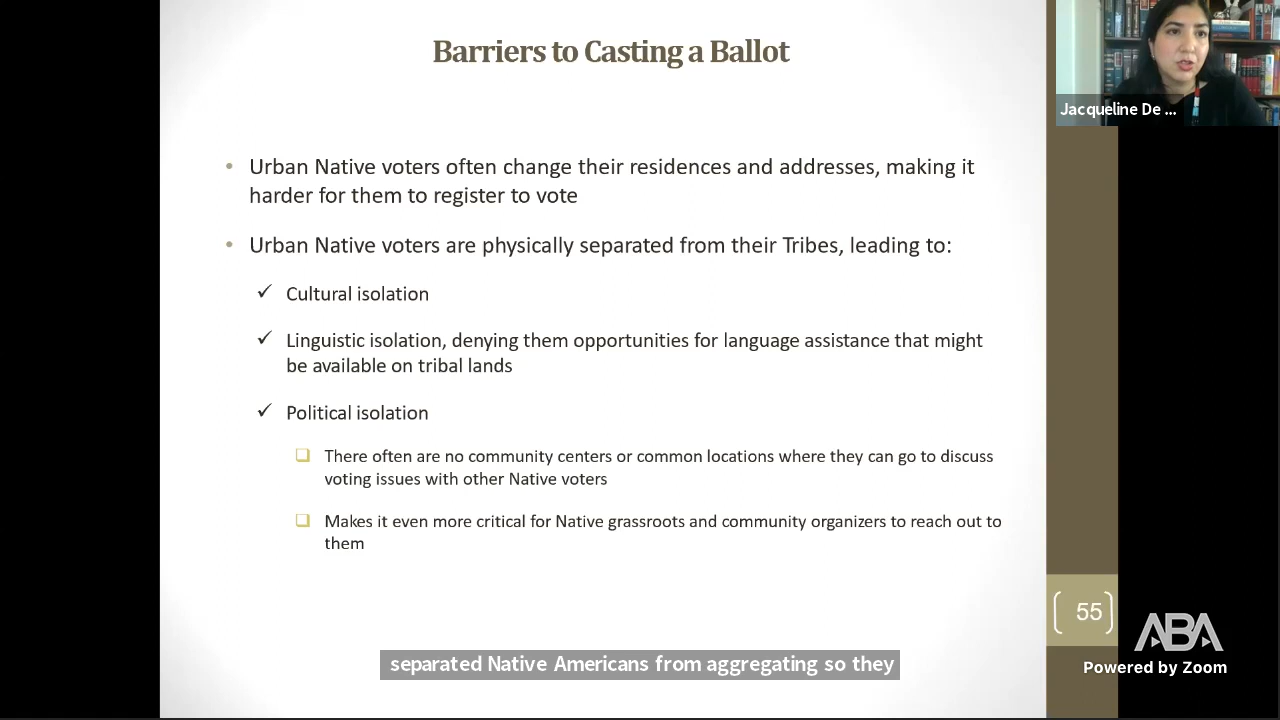 Barriers to Casting a Ballot
Jacqueline De ...
• Urban Native voters often change their residences and addresses, making it
harder for them to register to vote
• Urban Native voters are physically separated from their Tribes, leading to:
✓ Cultural isolation
✓ Linguistic isolation, denying them opportunities for language assistance that might
be available on tribal lands
✓ Political isolation
❑ There often are no community centers or common locations where they can go to discuss
voting issues with other Native voters
❑ Makes it even more critical for Native grassroots and community organizers to reach out to
them
55
ABA
Powered by Zoom
separated Native Americans from aggregating so they